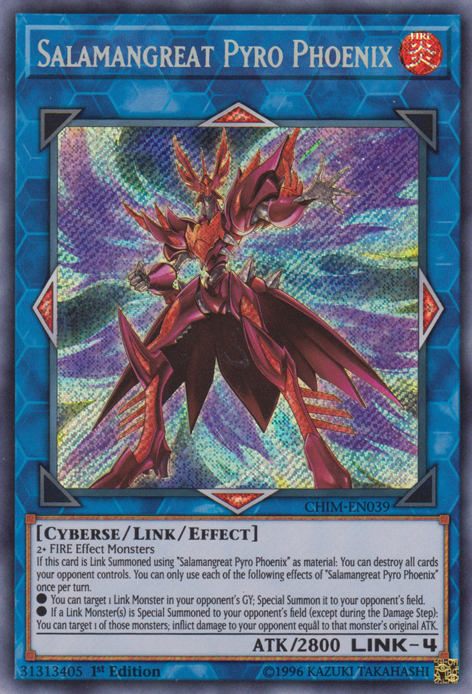 SALAMANGREAT PYRO PHOENIX
FIRE
炎
CHIM-EN039
[CYBERSE/LINK/EFFECT]
2+ FIRE Effect Monsters
If this card is Link Summoned using "Salamangreat Pyro Phoenix" as material: You can destroy all cards
your opponent controls. You can only use each of the following effects of "Salamangreat Pyro Phoenix"
once per turn.
● You can target 1 Link Monster in your opponent's GY; Special Summon it to your opponent's field.
● If a Link Monster(s) is Special Summoned to your opponent's field (except during the Damage Step):
You can target 1 of those monsters; inflict damage to your opponent equal to that monster's original ATK.
ATK/2800 LINK-4
31313405 1st Edition ©1996 KAZUKI TAKAHASHI